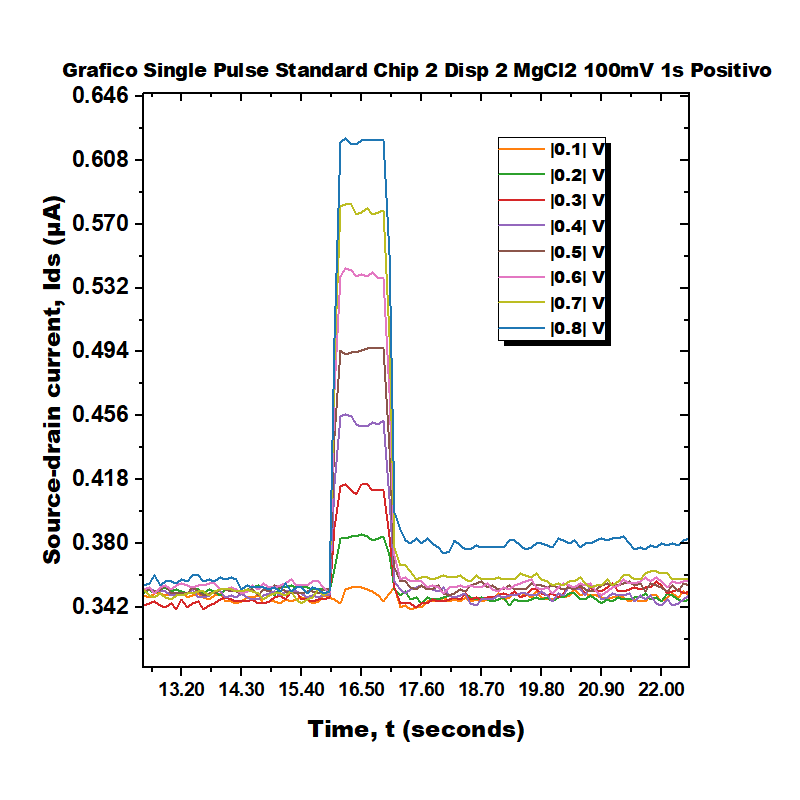 Grafico Single Pulse Standard Chip 2 Disp 2 MgCl2 100mV 1s Positivo
0.646
0.608
0.570
0.532
0.494
0.456
0.418
0.380
0.342
Source-drain current, Ids (µA)
|0.1| V
|0.2| V
|0.3| V
|0.4| V
|0.5| V
|0.6| V
|0.7| V
|0.8| V
13.20 14.30 15.40 16.50 17.60 18.70 19.80 20.90 22.00
Time, t (seconds)